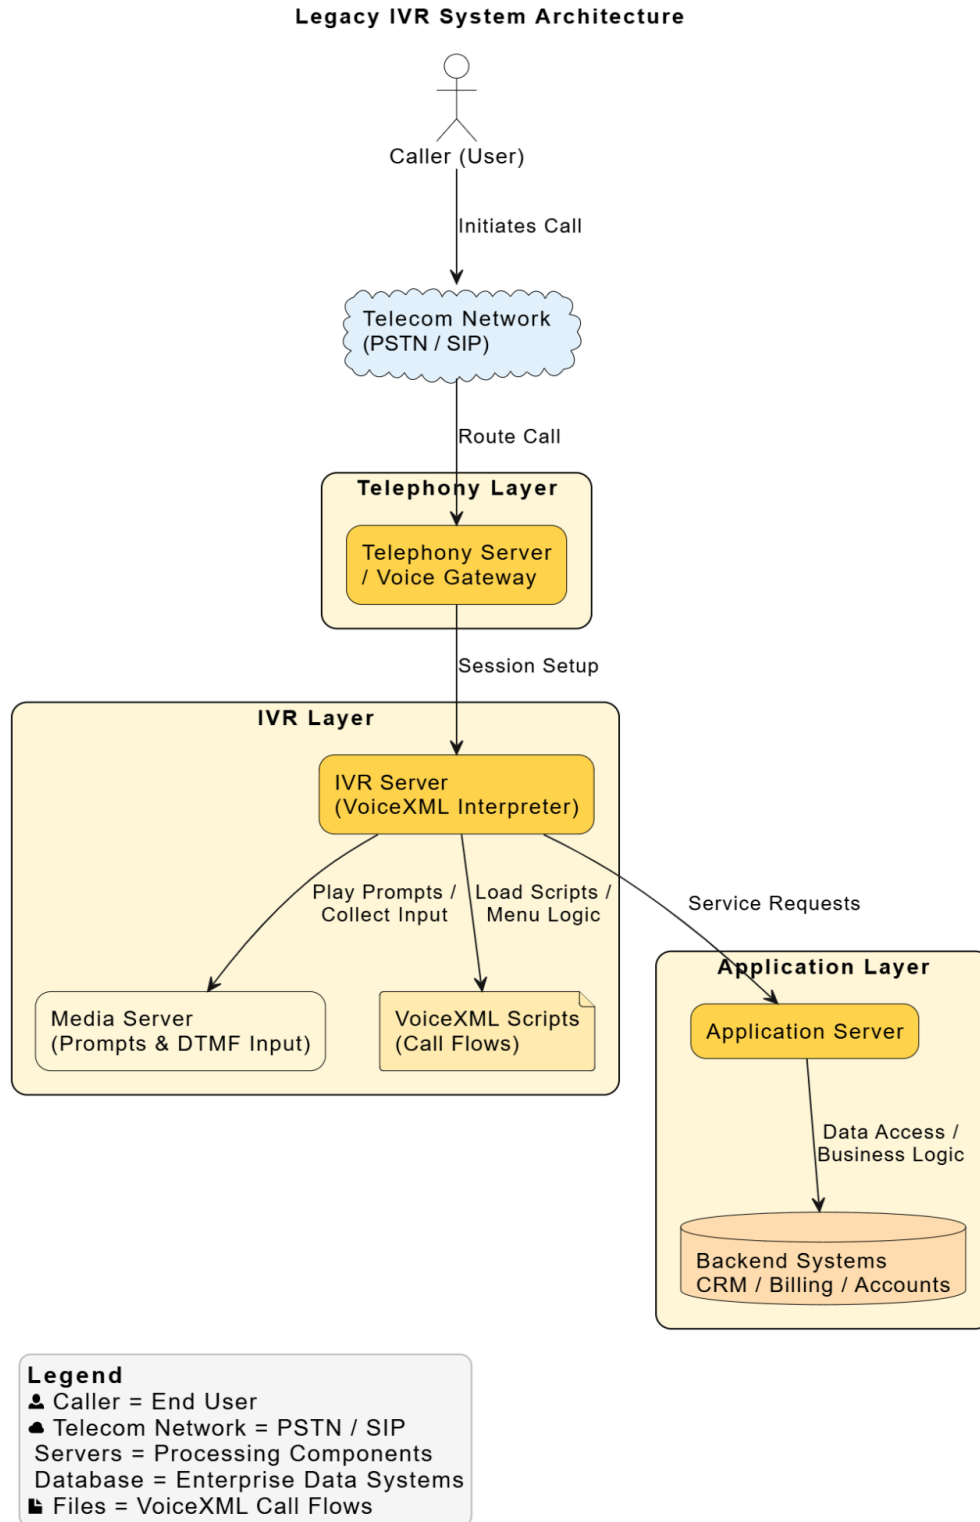 Legacy IVR System Architecture
Caller (User)
Initiates Call
Telecom Network
(PSTN / SIP)
Route Call
Telephony Layer
Telephony Server
/ Voice Gateway
Session Setup
IVR Layer
IVR Server
(VoiceXML Interpreter)
Play Prompts /
Collect Input
Load Scripts /
Menu Logic
Service Requests
Media Server
(Prompts & DTMF Input)
VoiceXML Scripts
(Call Flows)
Application Layer
Application Server
Data Access /
Business Logic
Backend Systems
CRM / Billing / Accounts
Legend
Caller = End User
Telecom Network = PSTN / SIP
Servers = Processing Components
Database = Enterprise Data Systems
Files = VoiceXML Call Flows